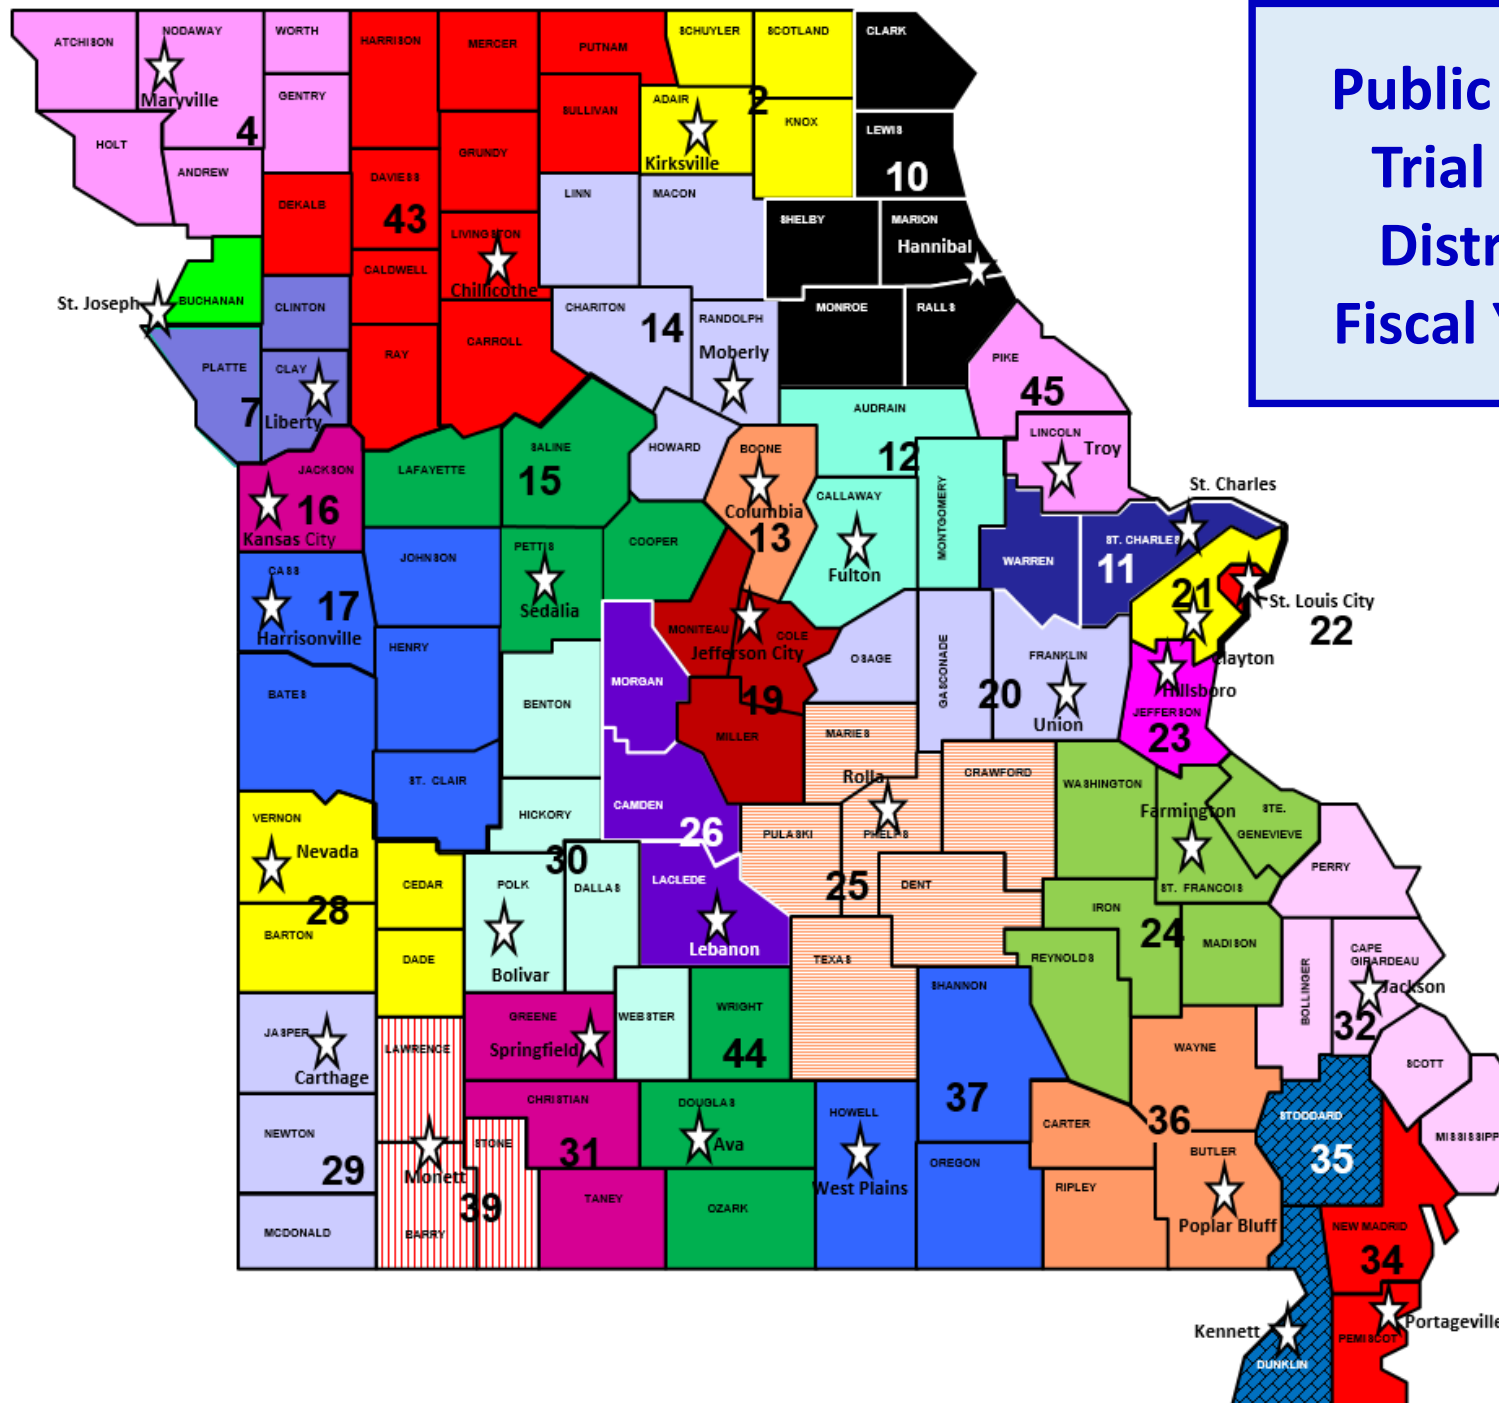 Public
Trial
Distr
Fiscal Y
ATCHISON
NODAWAY
WORTH
HARRISON
MERCER
PUTNAM
SCHUYLER
SCOTLAND
CLARK
Maryville
GENTRY
SULLIVAN
ADAIR
2
KNOX
LEWIS
HOLT
4
ANDREW
GRUNDY
Kirksville
DAVIESS
DEKALB
43
LINN
MACON
10
SHELBY
MARION
Hannibal
LIVINGSTON
CALDWELL
Chillicothe
St. Joseph
BUCHANAN
CLINTON
CHARITON
14
RANDOLPH
Moberly
MONROE
RALLS
PLATTE
CLAY
RAY
CARROLL
PIKE
45
7
Liberty
AUDRAIN
LINCOLN
Troy
JACKSON
16
Kansas City
LAFAYETTE
SALINE
15
HOWARD
BOONE
Columbia
13
12
CALLAWAY
Fulton
MONTGOMERY
St. Charles
ST. CHARLES
11
WARREN
CASS
17
Harrisonville
JOHNSON
PETTIS
Sedalia
COOPER
21
St. Louis City
22
Clayton
MONITEAU
COLE
Jefferson City
19
OSAGE
GASCONADE
FRANKLIN
20
Union
Hillsboro
JEFFERSON
23
HENRY
BATES
BENTON
MORGAN
MILLER
MARIES
Rolla
CRAWFORD
WASHINGTON
Farmington
STE.
GENEVIEVE
ST. CLAIR
HICKORY
CAMDEN
26
PULASKI
PHELPS
VERNON
Nevada
28
30
25
DENT
ST. FRANCOIS
PERRY
CEDAR
POLK
DALLAS
LACLEDE
Lebanon
IRON
24
MADISON
BARTON
DADE
Bolivar
TEXAS
REYNOLDS
BOLLINGER
CAPE
GIRARDEAU
Jackson
32
SHANNON
JASPER
Carthage
LAWRENCE
GREENE
Springfield
WEBSTER
WRIGHT
44
WAYNE
SCOTT
37
CHRISTIAN
31
DOUGLAS
Ava
HOWELL
West Plains
CARTER
36
STODDARD
35
MISSISSIPP
NEWTON
29
STONE
Monett
39
BARRY
TANEY
OZARK
OREGON
RIPLEY
BUTLER
Poplar Bluff
MCDONALD
NEW MADRID
34
Kennett
DUNKLIN
PEMISCOT
Portageville